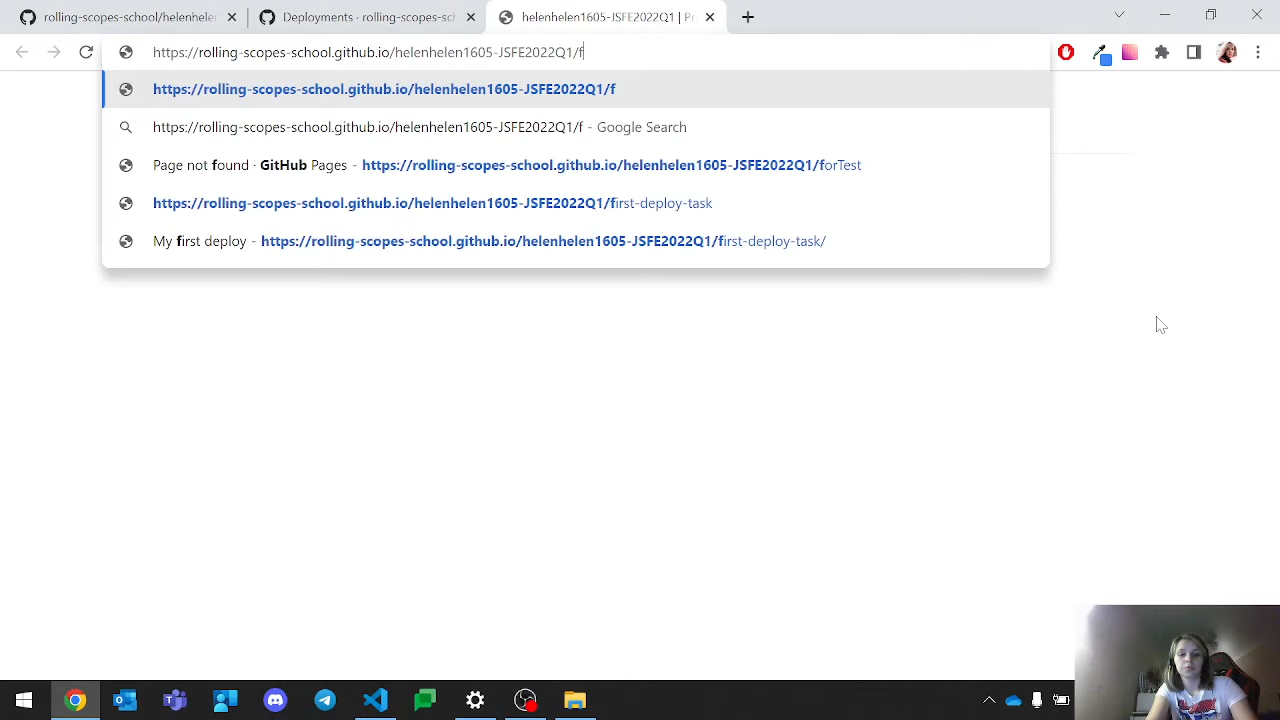 rolling-scopes-school/helenhelen
Deployments · rolling-scopes-sch
helenhelen1605-JSFE2022Q1 | Pr
https://rolling-scopes-school.github.io/helenhelen1605-JSFE2022Q1/f
https://rolling-scopes-school.github.io/helenhelen1605-JSFE2022Q1/f
https://rolling-scopes-school.github.io/helenhelen1605-JSFE2022Q1/f - Google Search
Page not found · GitHub Pages - https://rolling-scopes-school.github.io/helenhelen1605-JSFE2022Q1/forTest
https://rolling-scopes-school.github.io/helenhelen1605-JSFE2022Q1/first-deploy-task
My first deploy - https://rolling-scopes-school.github.io/helenhelen1605-JSFE2022Q1/first-deploy-task/